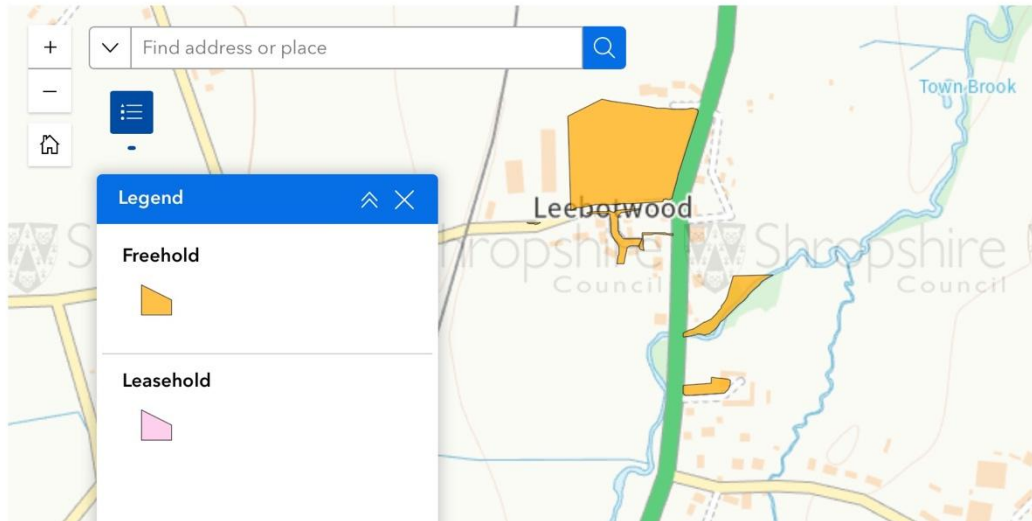 +
Find address or place
−
Town Brook
Legend
Leebotwood
Shropshire
Council
Shropshire
Council
Freehold
Leasehold